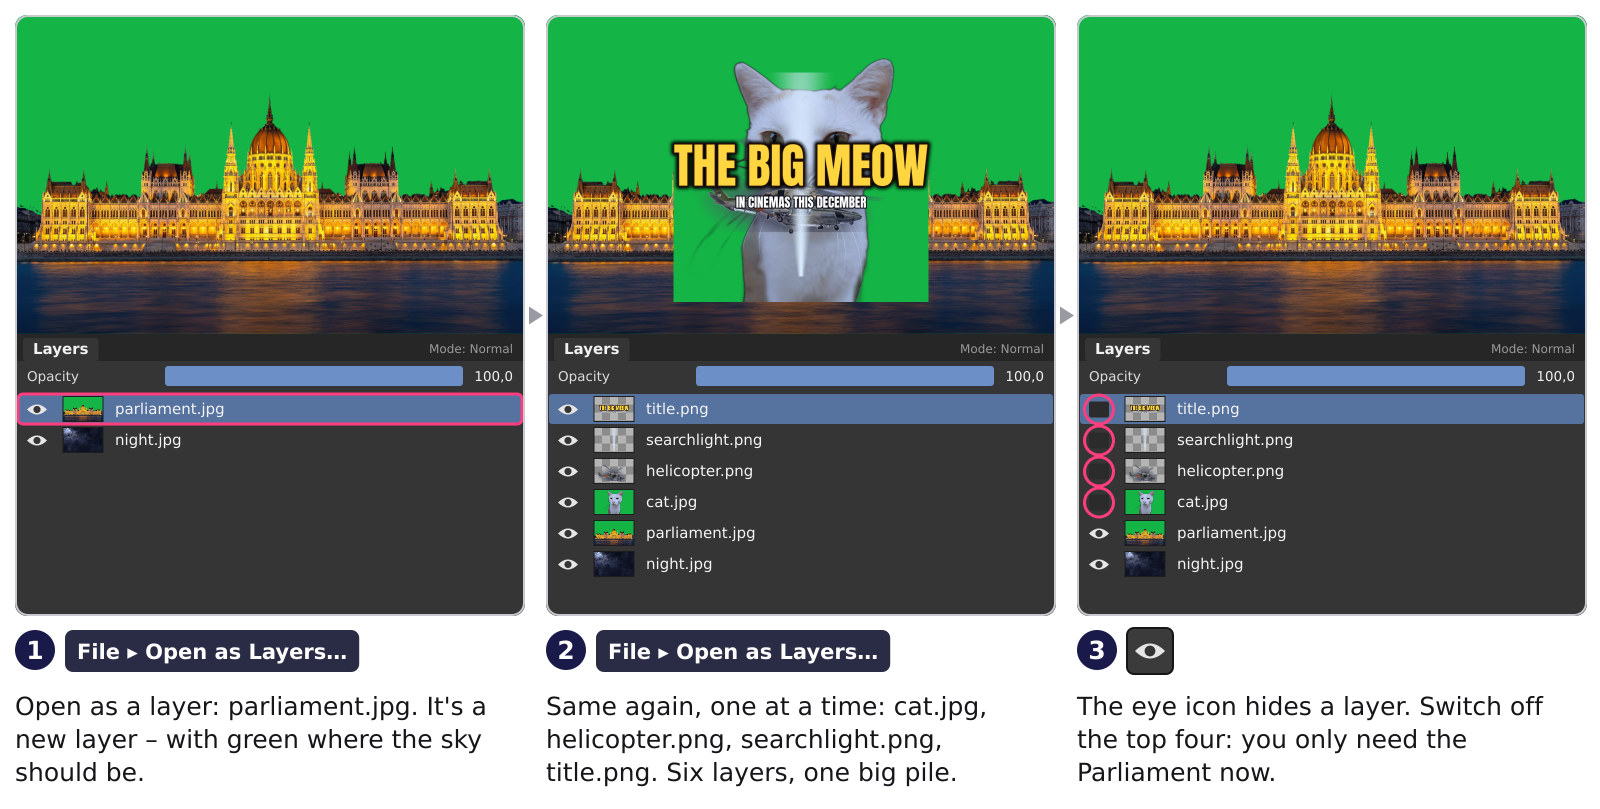 THE BIG MEOW
IN CINEMAS THIS DECEMBER
Layers
Mode: Normal
Opacity
100,0
parliament.jpg
night.jpg
Layers
Mode: Normal
Opacity
100,0
title.png
searchlight.png
helicopter.png
cat.jpg
parliament.jpg
night.jpg
Layers
Mode: Normal
Opacity
100,0
title.png
searchlight.png
helicopter.png
cat.jpg
parliament.jpg
night.jpg
1 File ▸ Open as Layers...
Open as a layer: parliament.jpg. It's a
new layer – with green where the sky
should be.
2 File ▸ Open as Layers...
Same again, one at a time: cat.jpg,
helicopter.png, searchlight.png,
title.png. Six layers, one big pile.
3
The eye icon hides a layer. Switch off
the top four: you only need the
Parliament now.